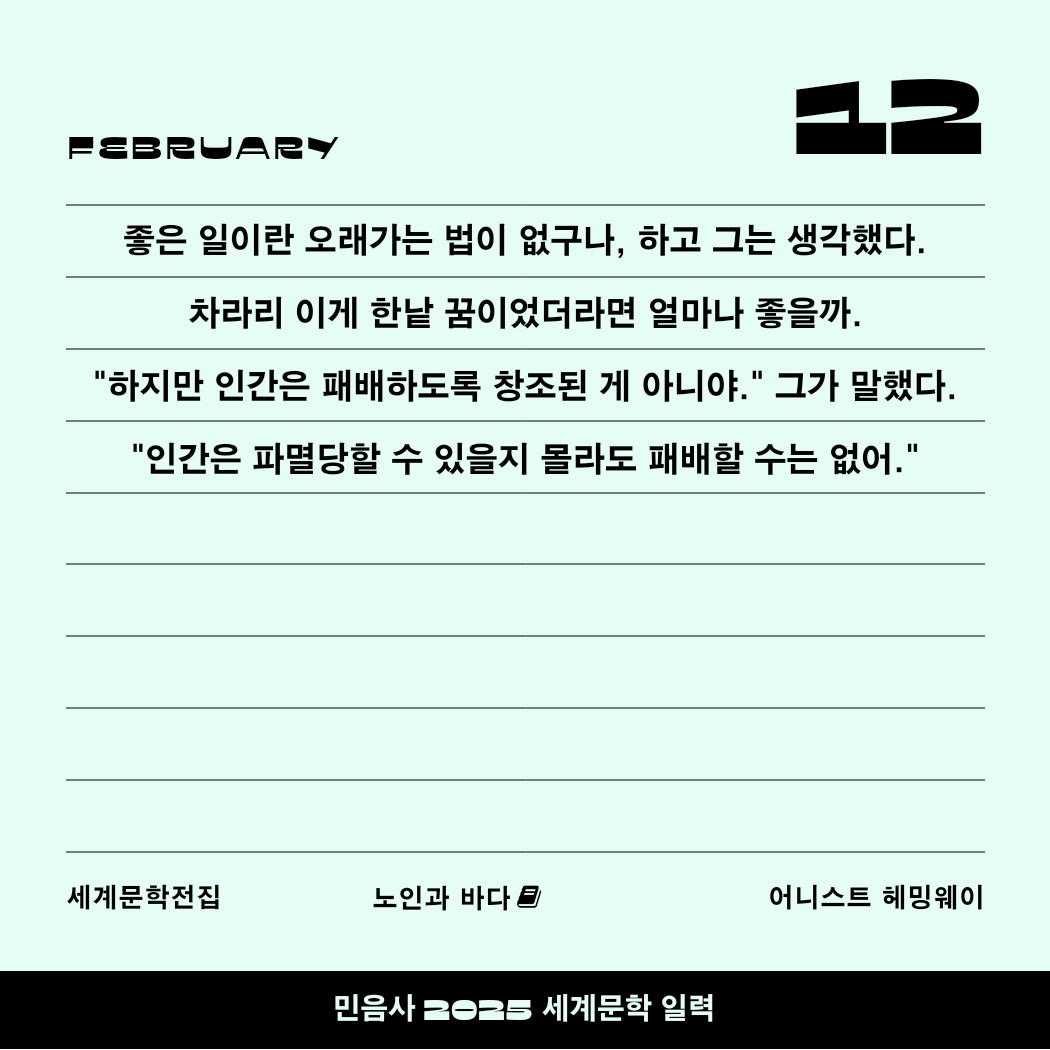 FEBRUARY
12
좋은 일이란 오래가는 법이 없구나, 하고 그는 생각했다.
차라리 이게 한낱 꿈이었더라면 얼마나 좋을까.
"하지만 인간은 패배하도록 창조된 게 아니야." 그가 말했다.
"인간은 파멸당할 수 있을지 몰라도 패배할 수는 없어."
세계문학전집
노인과 바다
어니스트 헤밍웨이
민음사 2025 세계문학 일력